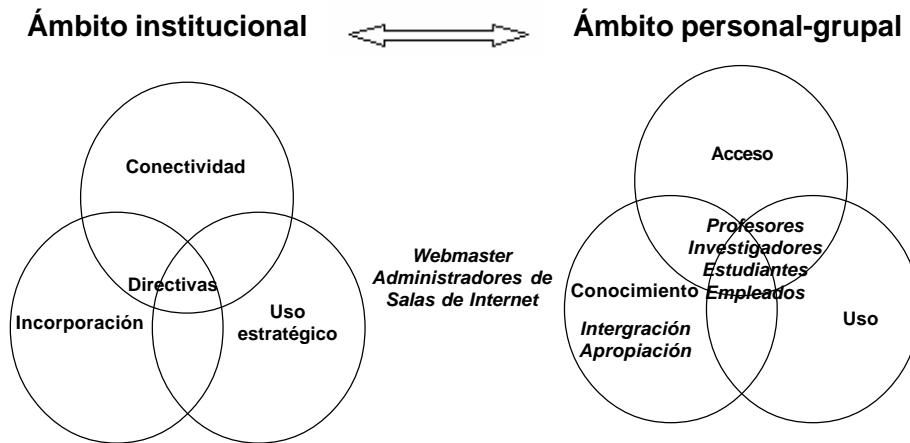 Ámbito institucional
Ámbito personal-grupal
Conectividad
Directivas
Incorporación
Uso
estratégico
Webmaster
Administradores de
Salas de Internet
Acceso
Profesores
Investigadores
Estudiantes
Empleados
Conocimiento
Intergración
Apropiación
Uso